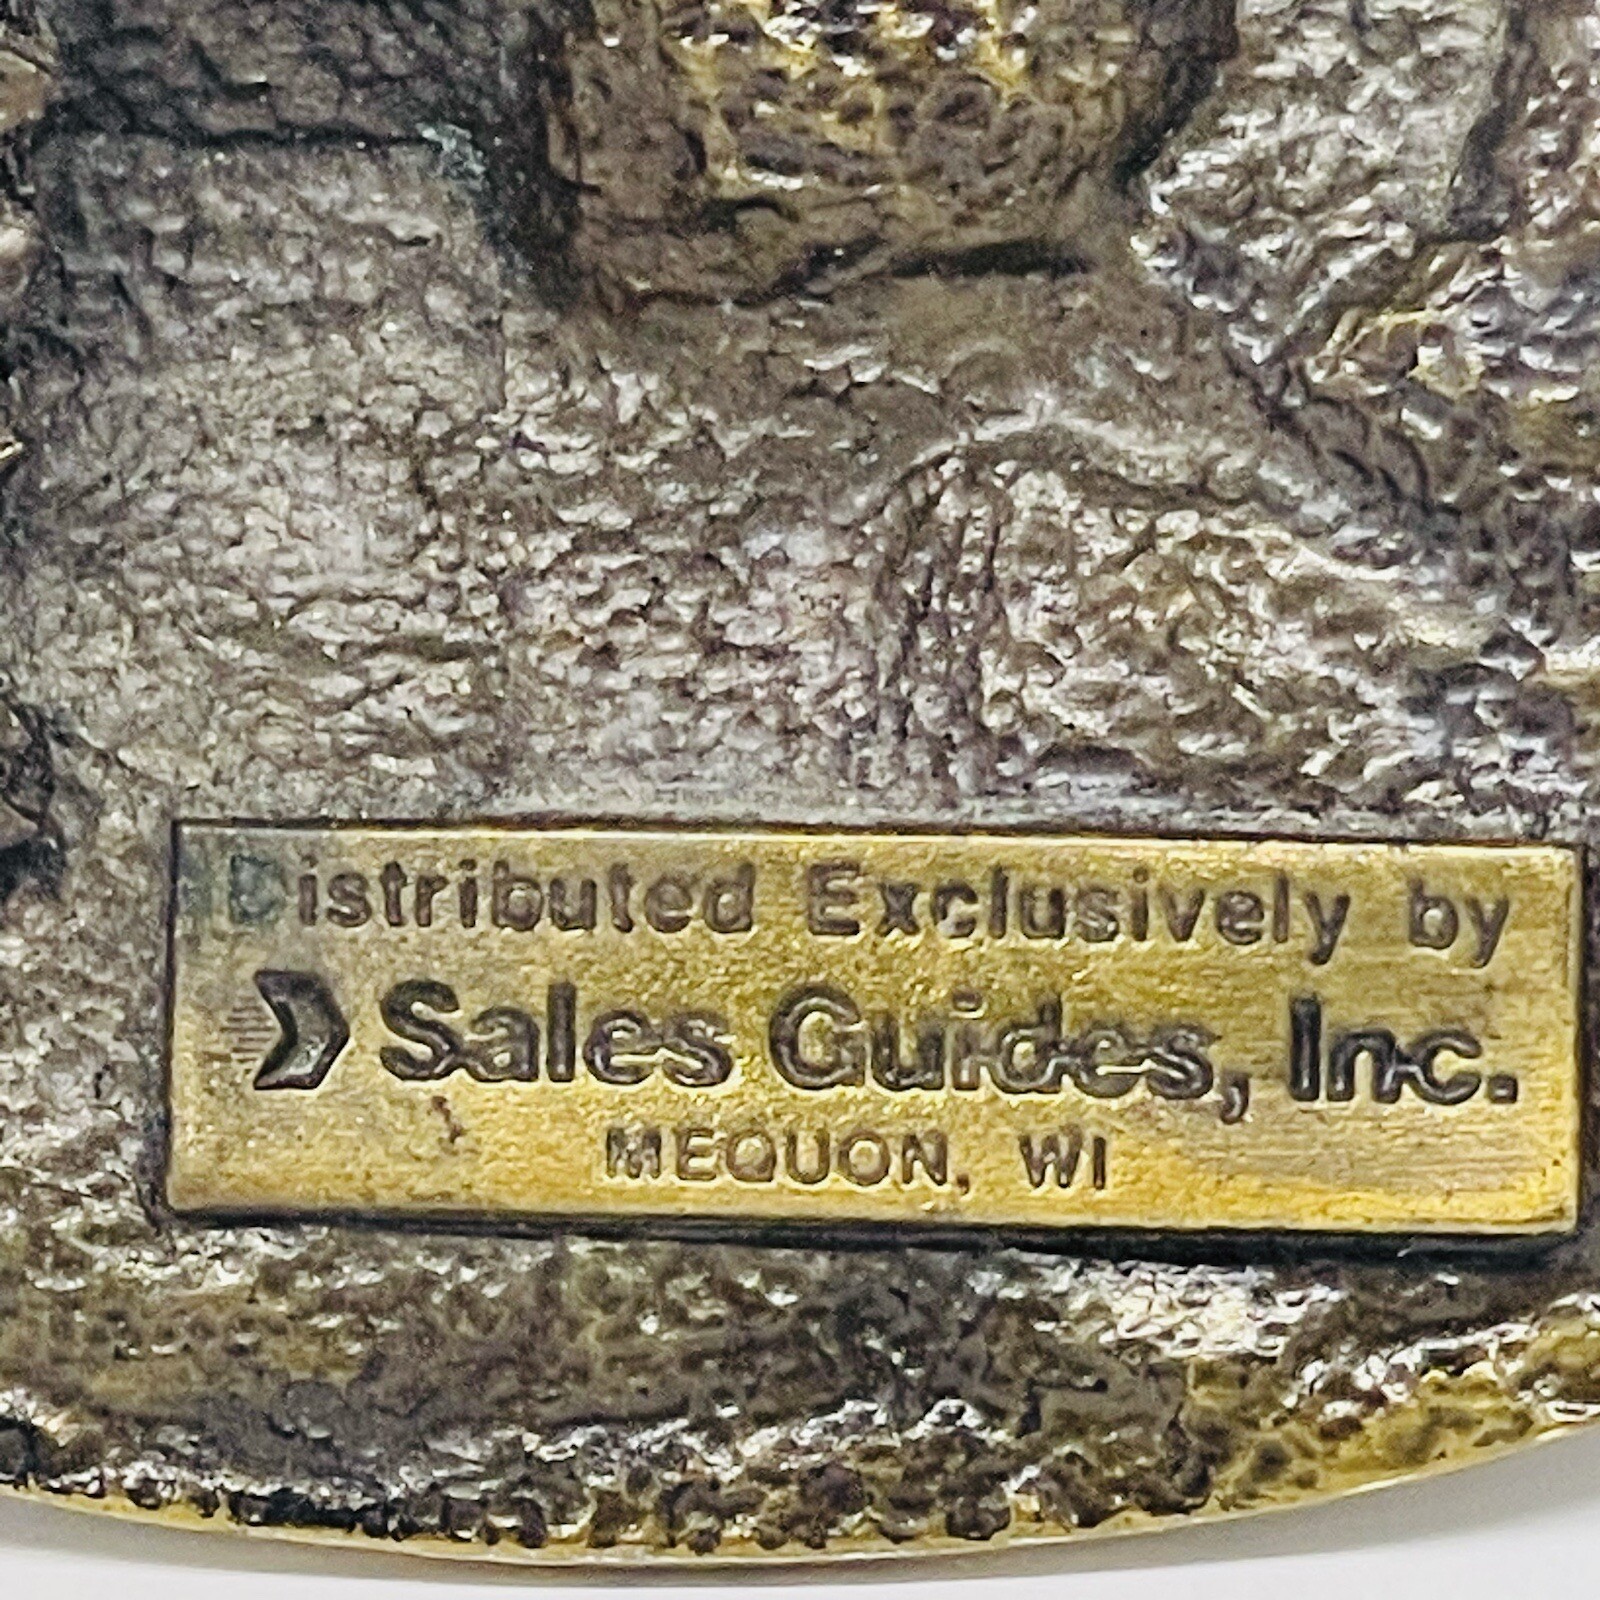 Distributed Exclusively by
Sales Guides, Inc.
MEQUON, WI